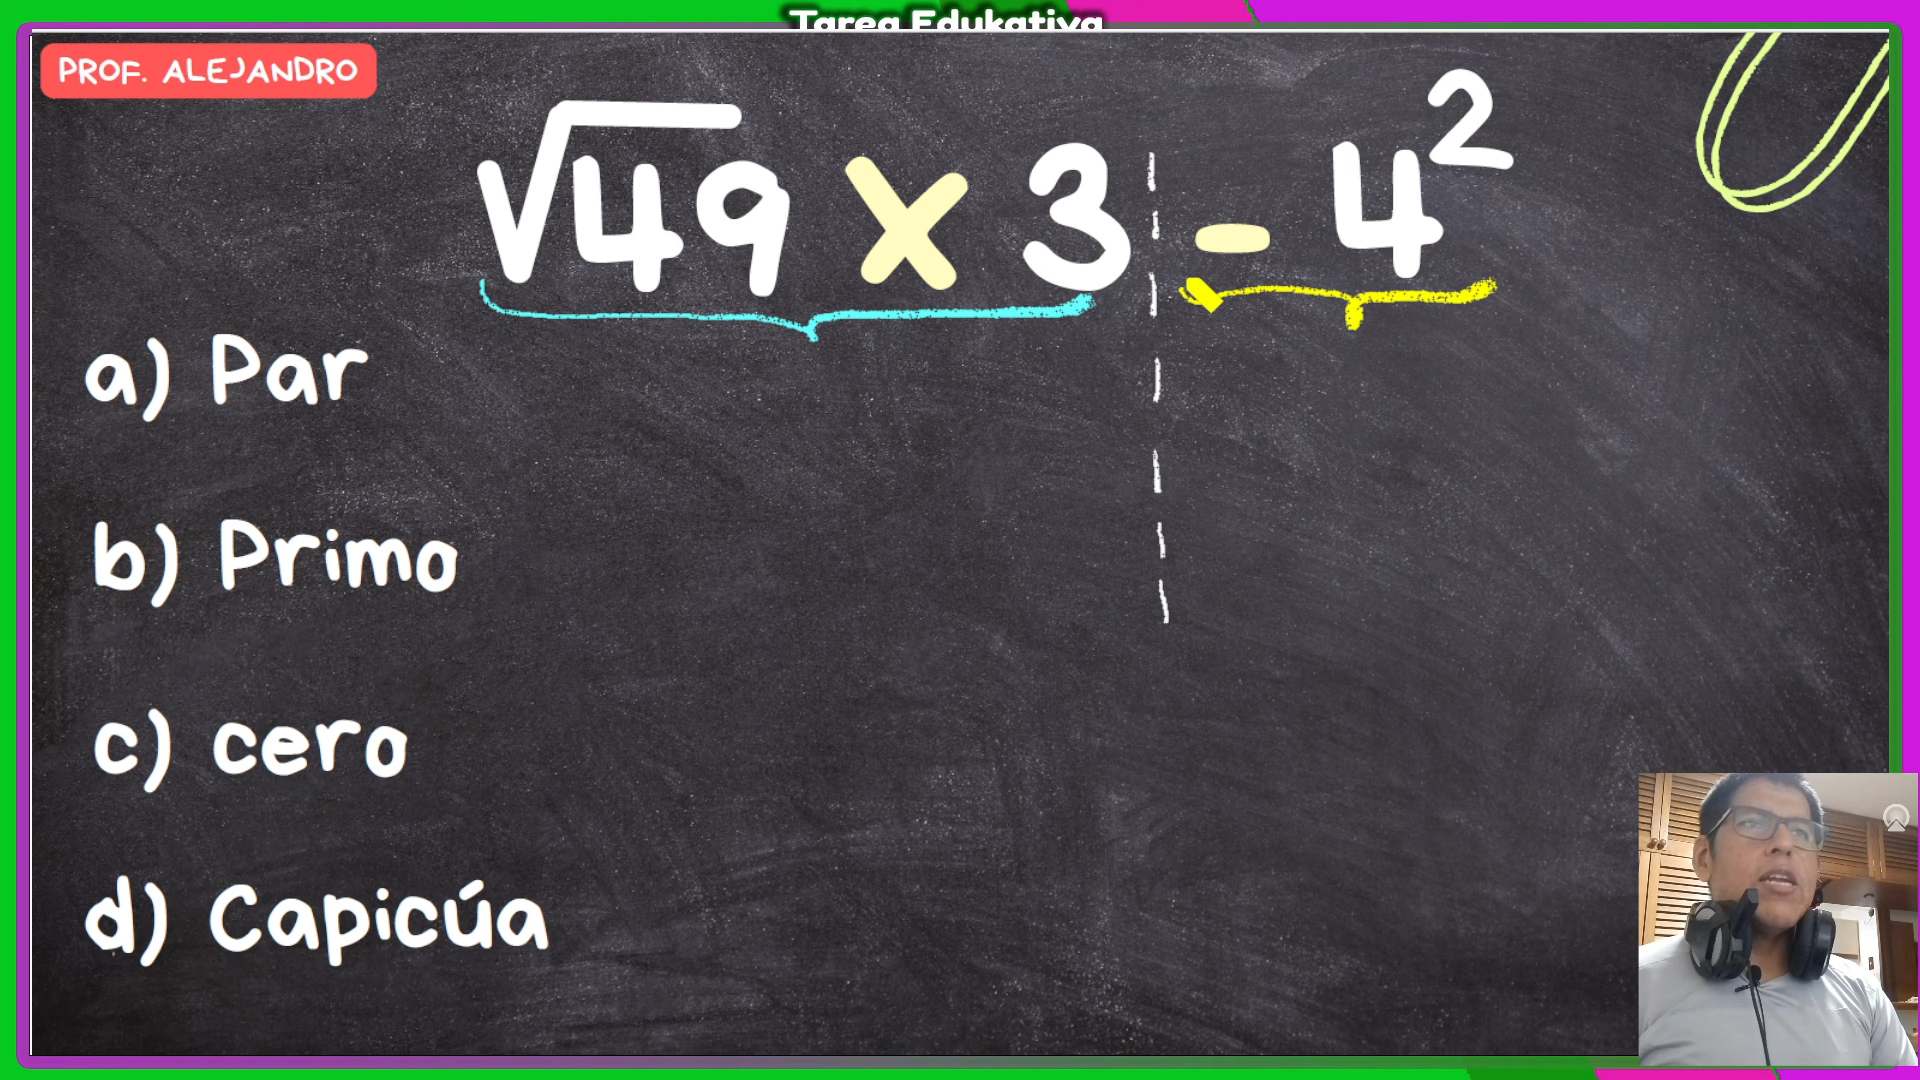 Tarea Edukativa
PROF. ALEJANDRO
√49 x 3 - 4²
a) Par
b) Primo
c) cero
d) Capicúa